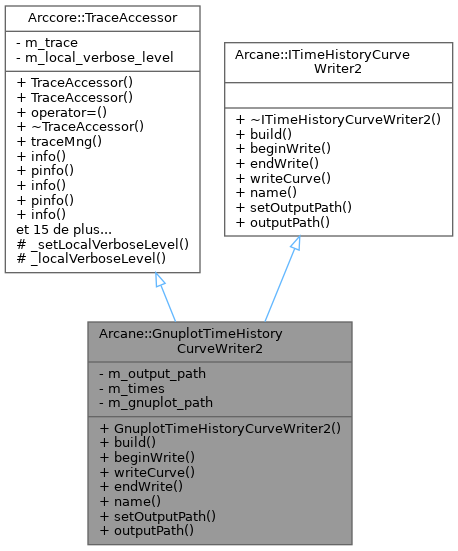 Arccore::TraceAccessor
- m_trace
- m_local_verbose_level
+ TraceAccessor()
+ TraceAccessor()
+ operator=()
+ ~TraceAccessor()
+ traceMng()
+ info()
+ pinfo()
+ info()
+ pinfo()
+ info()
et 15 de plus...
# _setLocalVerboseLevel()
# _localVerboseLevel()
Arcane::ITimeHistoryCurve
Writer2
+ ~ITimeHistoryCurveWriter2()
+ build()
+ beginWrite()
+ endWrite()
+ writeCurve()
+ name()
+ setOutputPath()
+ outputPath()
Arcane::GnuplotTimeHistory
CurveWriter2
- m_output_path
- m_times
- m_gnuplot_path
+ GnuplotTimeHistoryCurveWriter2()
+ build()
+ beginWrite()
+ writeCurve()
+ endWrite()
+ name()
+ setOutputPath()
+ outputPath()